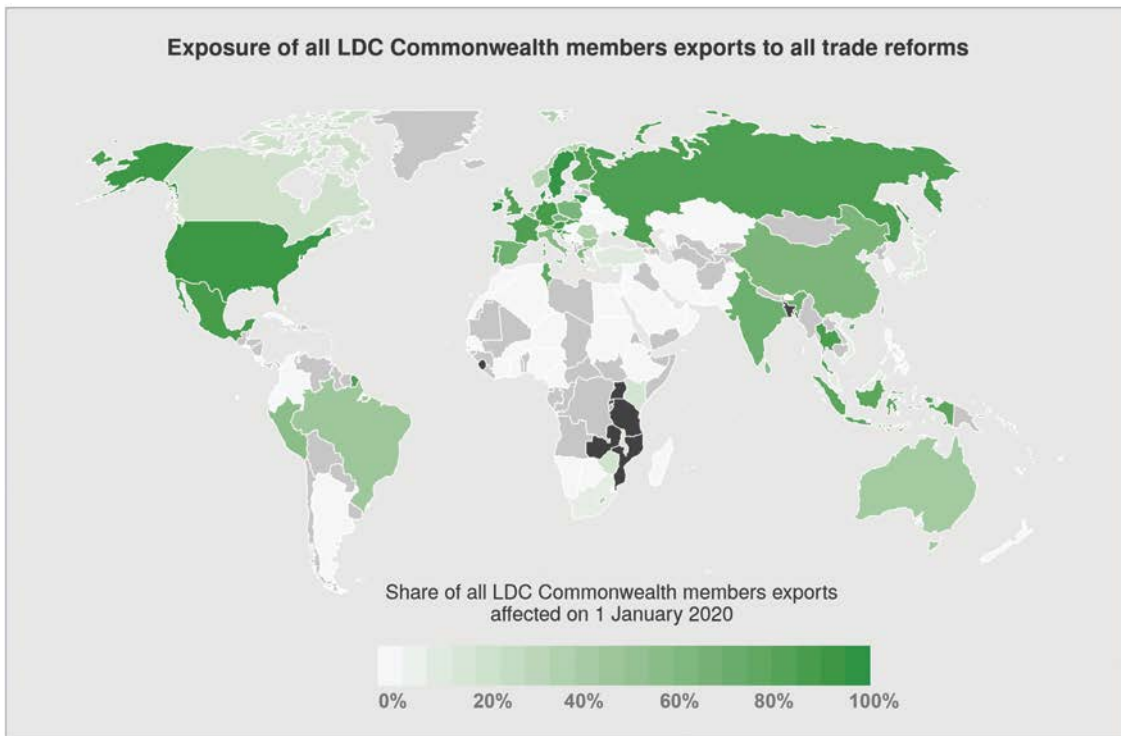 Exposure of all LDC Commonwealth members exports to all trade reforms
Share of all LDC Commonwealth members exports
affected on 1 January 2020
0% 20% 40% 60% 80% 100%